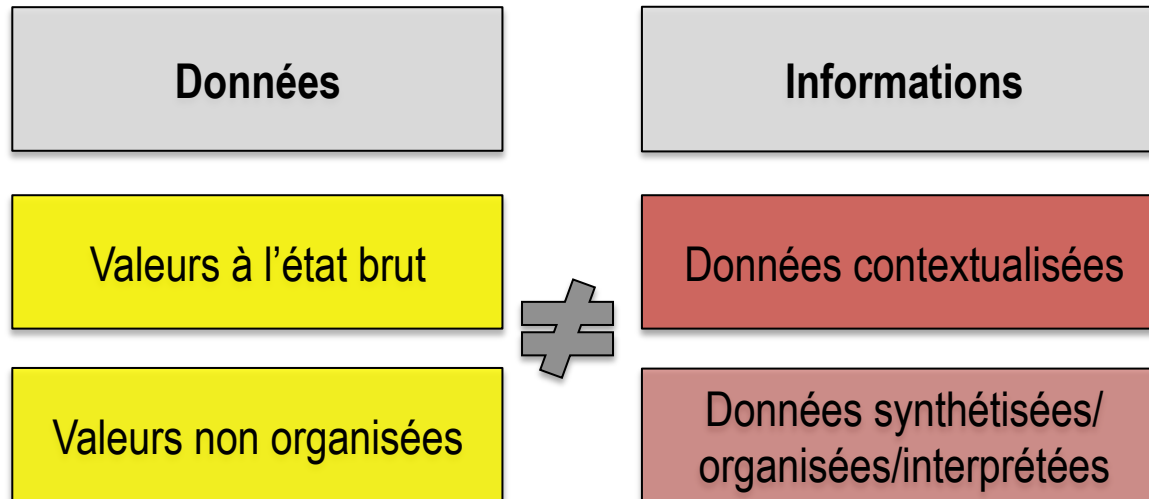 Données
Informations
Valeurs à l’état brut
≠
Données contextualisées
Valeurs non organisées
Données synthétisées/
organisées/interprétées